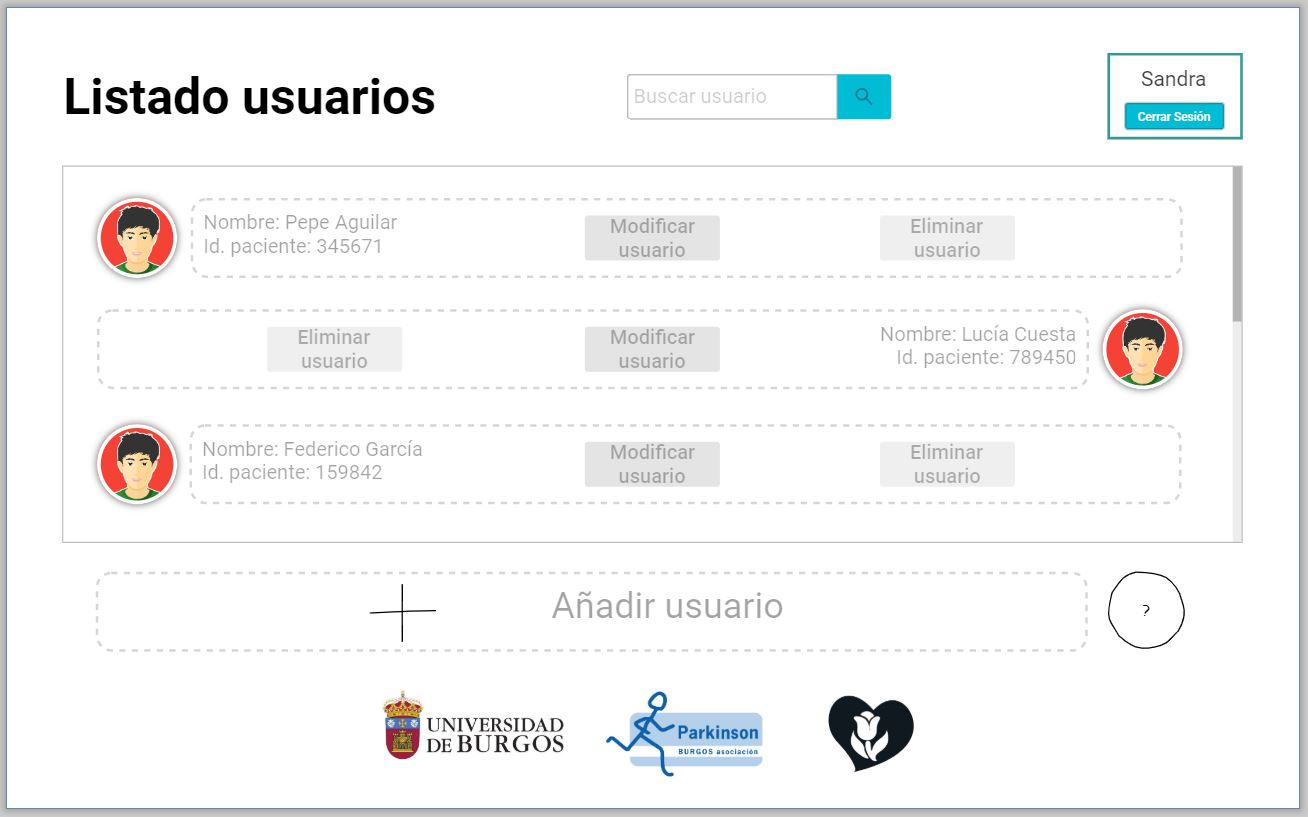 Listado usuarios
Buscar usuario
Sandra
Cerrar Sesión
Nombre: Pepe Aguilar
Id. paciente: 345671
Modificar
usuario
Eliminar
usuario
Eliminar
usuario
Modificar
usuario
Nombre: Lucía Cuesta
Id. paciente: 789450
Nombre: Federico García
Id. paciente: 159842
Modificar
usuario
Eliminar
usuario
Añadir usuario
?
UNIVERSIDAD
DE BURGOS
Parkinson
BURGOS asociación